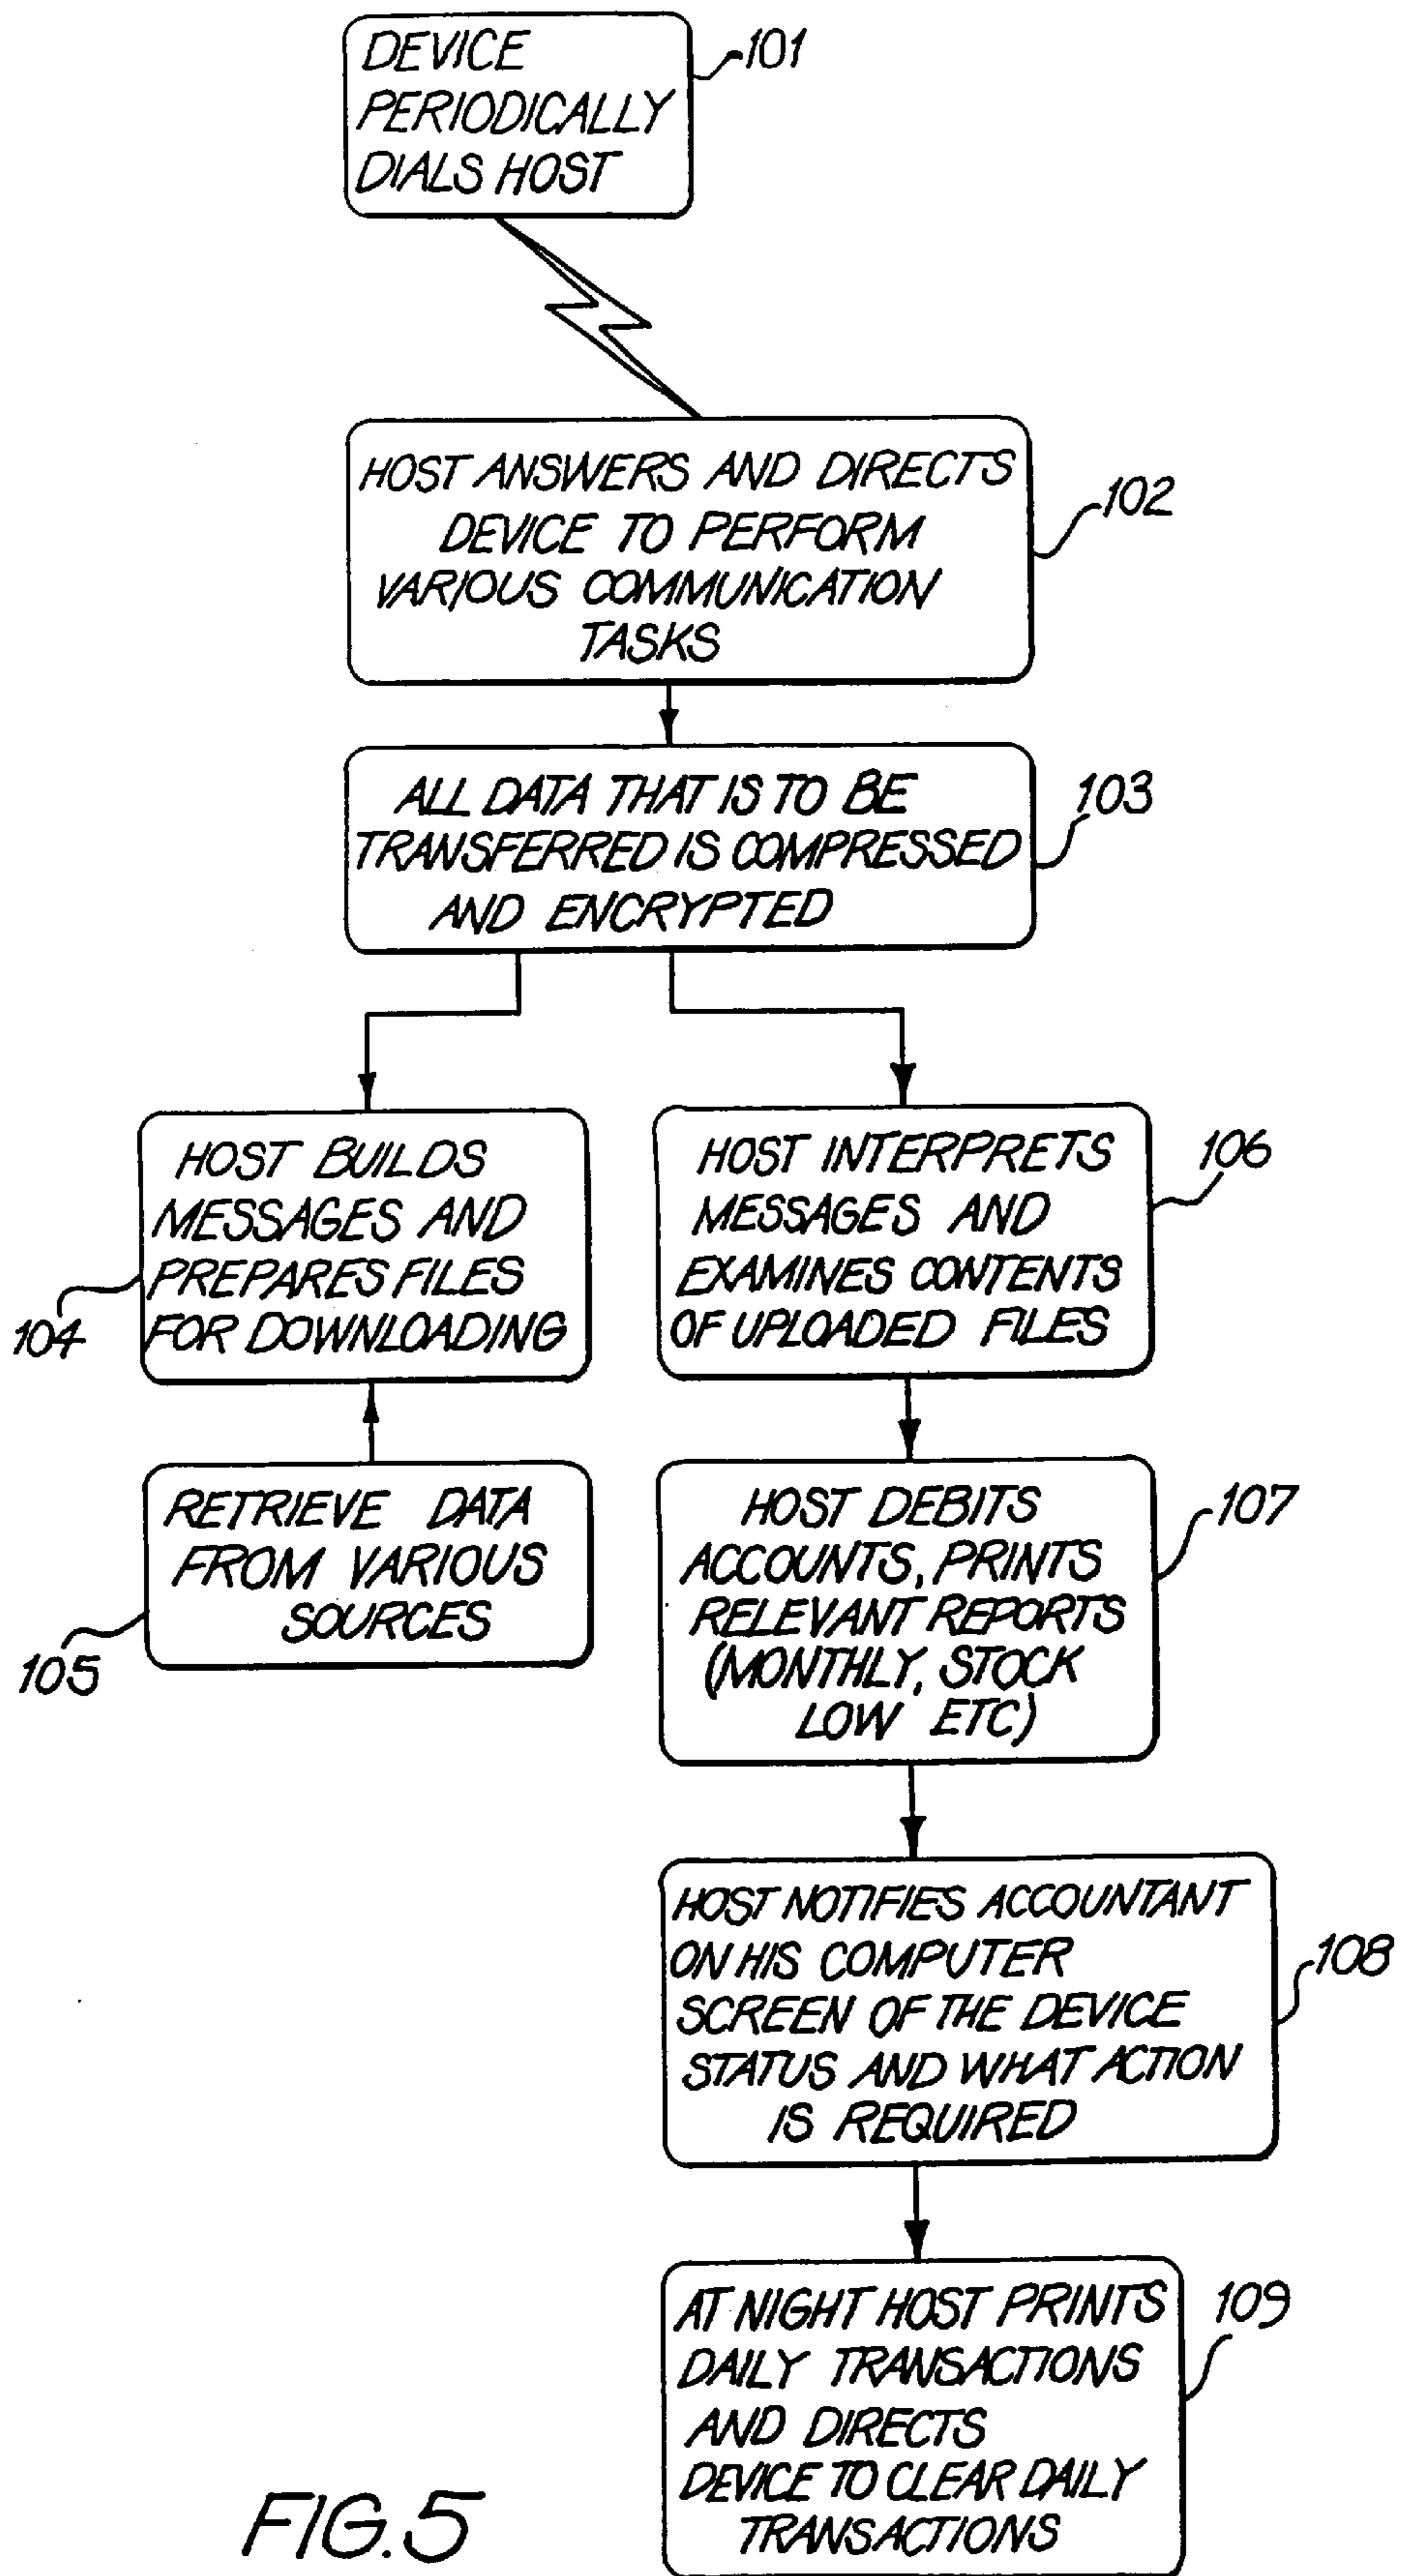 DEVICE
PERIODICALLY
DIALS HOST
101
HOST ANSWERS AND DIRECTS
DEVICE TO PERFORM
VARIOUS COMMUNICATION
TASKS
102
ALL DATA THAT IS TO BE
TRANSFERRED IS COMPRESSED
AND ENCRYPTED
103
HOST BUILDS
MESSAGES AND
PREPARES FILES
FOR DOWNLOADING
104
HOST INTERPRETS
MESSAGES AND
EXAMINES CONTENTS
OF UPLOADED FILES
106
RETRIEVE DATA
FROM VARIOUS
SOURCES
105
HOST DEBITS
ACCOUNTS, PRINTS
RELEVANT REPORTS
(MONTHLY, STOCK
LOW ETC)
107
HOST NOTIFIES ACCOUNTANT
ON HIS COMPUTER
SCREEN OF THE DEVICE
STATUS AND WHAT ACTION
IS REQUIRED
108
AT NIGHT HOST PRINTS
DAILY TRANSACTIONS
AND DIRECTS
DEVICE TO CLEAR DAILY
TRANSACTIONS
109
FIG.5